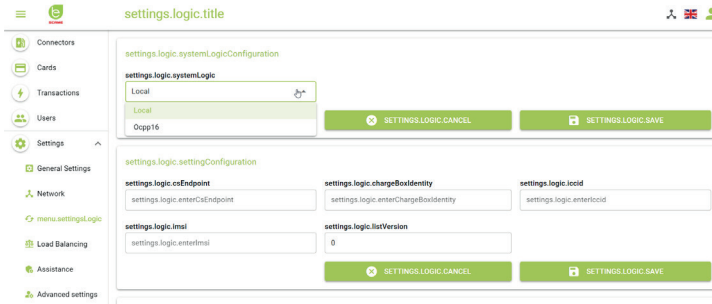 settings.logic.title
Connectors
Cards
Transactions
Users
Settings
General Settings
Network
menu.settingsLogic
Load Balancing
Assistance
Advanced settings
settings.logic.systemLogicConfiguration
settings.logic.systemLogic
Local
Local
Ocpp16
SETTINGS.LOGIC.CANCEL
SETTINGS.LOGIC.SAVE
settings.logic.settingConfiguration
settings.logic.csEndpoint
settings.logic.enterCsEndpoint
settings.logic.chargeBoxIdentity
settings.logic.enterChargeBoxIdentity
settings.logic.iccid
settings.logic.enterIccid
settings.logic.imsi
settings.logic.enterImsi
settings.logic.listVersion
0
SETTINGS.LOGIC.CANCEL
SETTINGS.LOGIC.SAVE